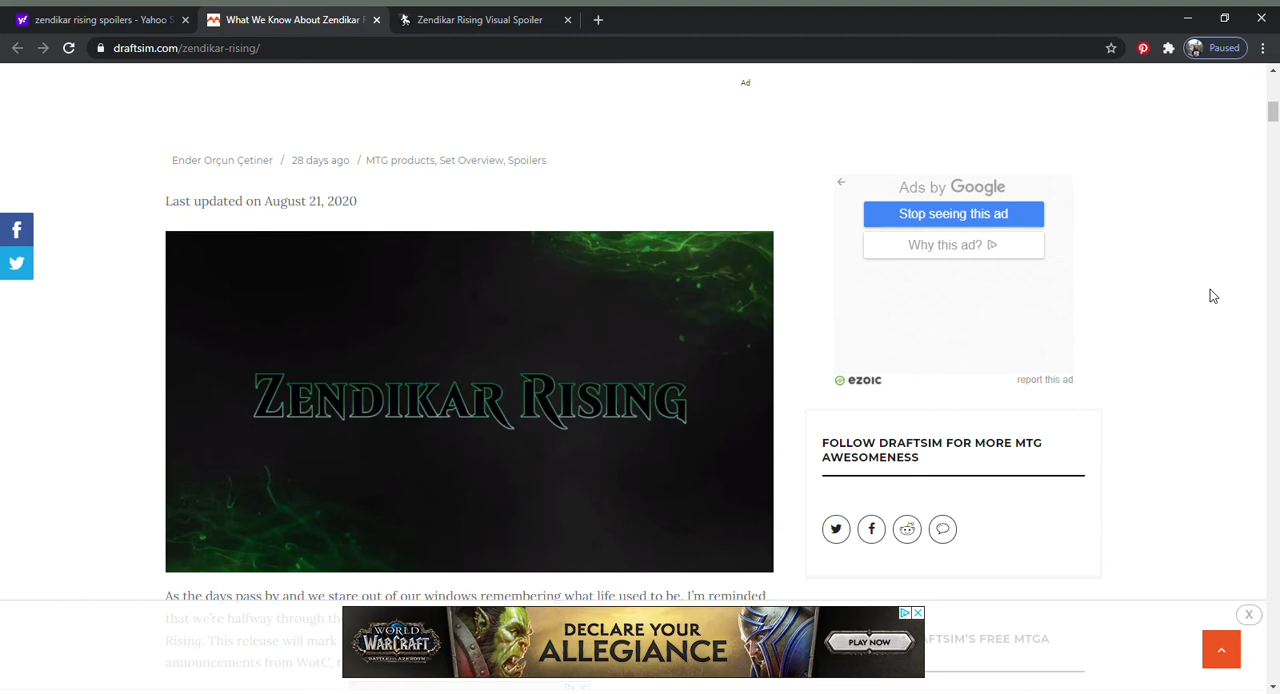 zendikar rising spoilers - Yahoo S
What We Know About Zendikar R
Zendikar Rising Visual Spoiler
draftsim.com/zendikar-rising/
Paused
Ad
Ender Orçun Çetiner / 28 days ago / MTG products, Set Overview, Spoilers
Last updated on August 21, 2020
Ads by Google
Stop seeing this ad
Why this ad?
ezoic
report this ad
ZENDIKAR RISING
FOLLOW DRAFTSIM FOR MORE MTG
AWESOMENESS
As the days pass by and we stare out of our windows remembering what life used to be, I'm reminded
that we're halfway through the
Rising. This release will mark
announcements from WotC,
AFTSIM'S FREE MTGA
WORLD
WARCRAFT
BATTLE for AZEROTH
DECLARE YOUR
ALLEGIANCE
PLAY NOW
X